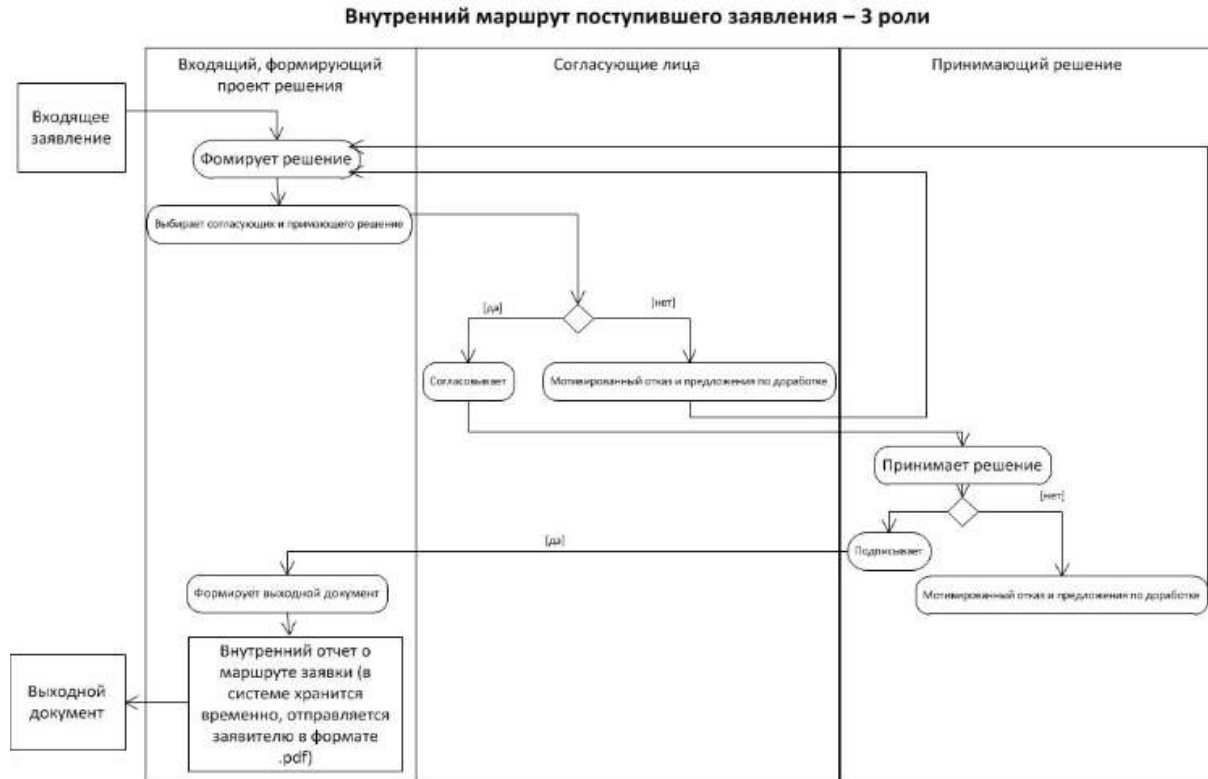 Внутренний маршрут поступившего заявления – 3 роли
Входящий, формирующий
проект решения
Согласующие лица
Принимающий решение
Входящее
заявление
Фомирует решение
Выбирает согласующих и примающего решение
[да]
[нет]
Согласовывает
Мотивированный отказ и предложения по доработке
Принимает решение
[нет]
[да]
Подписывает
Формирует выходной документ
Мотивированный отказ и предложения по доработке
Внутренний отчет о
маршруте заявки (в
системе хранится
временно, отправляется
заявителю в формате
.pdf)
Выходной
документ